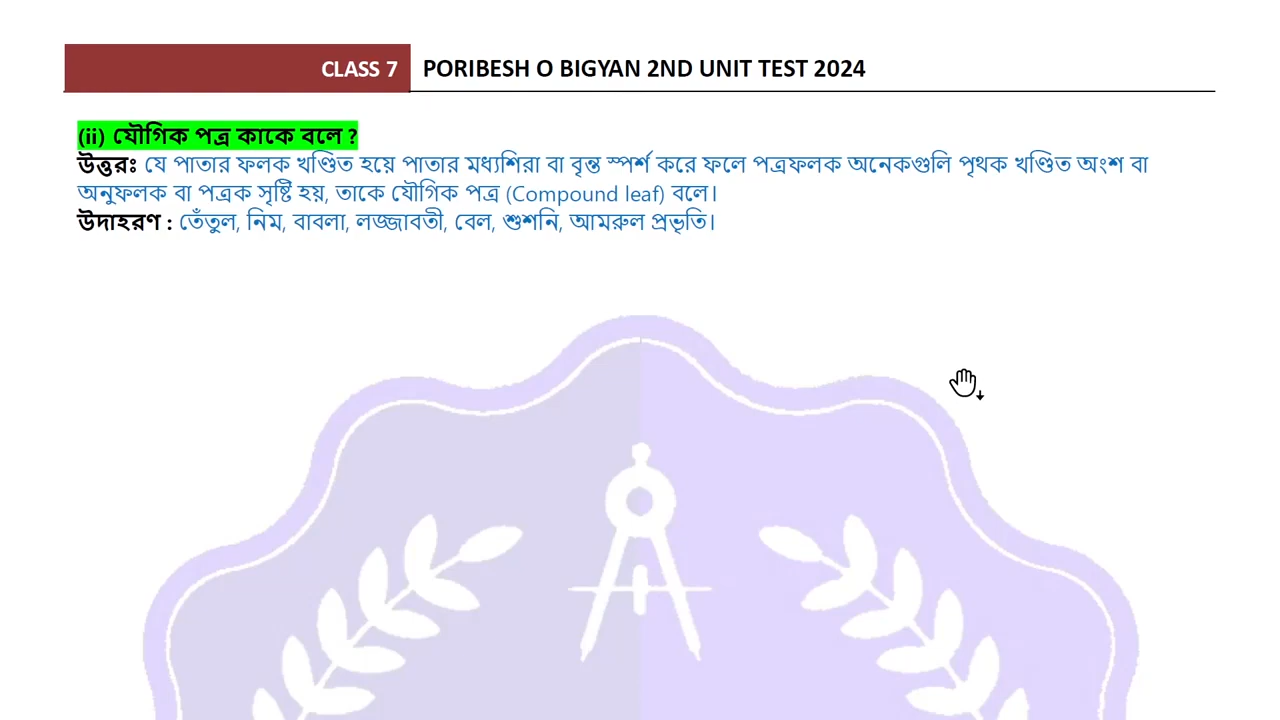 CLASS 7 PORIBESH O BIGYAN 2ND UNIT TEST 2024
(ii) যৌগিক পত্র কাকে বলে ?
উত্তরঃ যে পাতার ফলক খণ্ডিত হয়ে পাতার মধ্যশিরা বা বৃন্ত স্পর্শ করে ফলে পত্রফলক অনেকগুলি পৃথক খণ্ডিত অংশ বা
অনুফলক বা পত্রক সৃষ্টি হয়, তাকে যৌগিক পত্র (Compound leaf) বলে।
উদাহরণ : তেঁতুল, নিম, বাবলা, লজ্জাবতী, বেল, শুশনি, আমরুল প্রভৃতি।